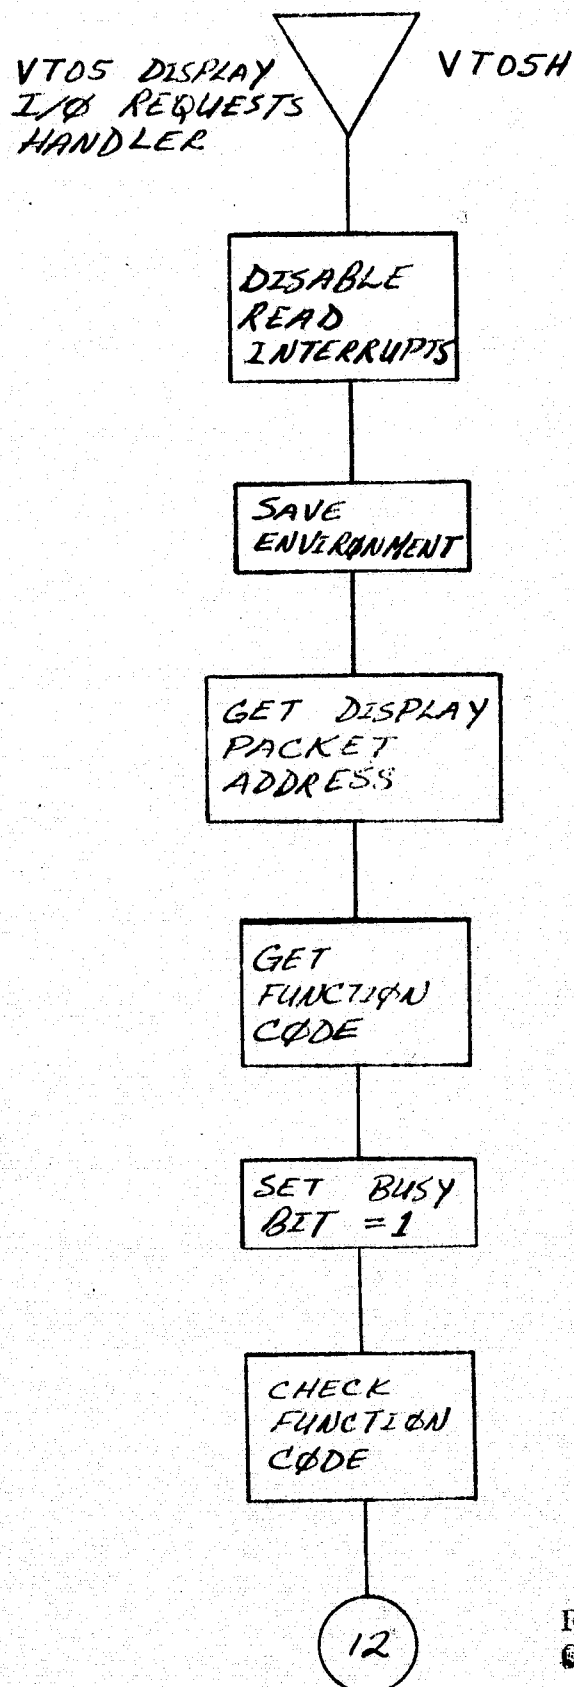 VT05 DISPLAY
I/Ø REQUESTS
HANDLER
VT05H
DISABLE
READ
INTERRUPTS
SAVE
ENVIRØNMENT
GET DISPLAY
PACKET
ADDRESS
GET
FUNCTIØN
CØDE
SET BUSY
BIT = 1
CHECK
FUNCTIØN
CØDE
12